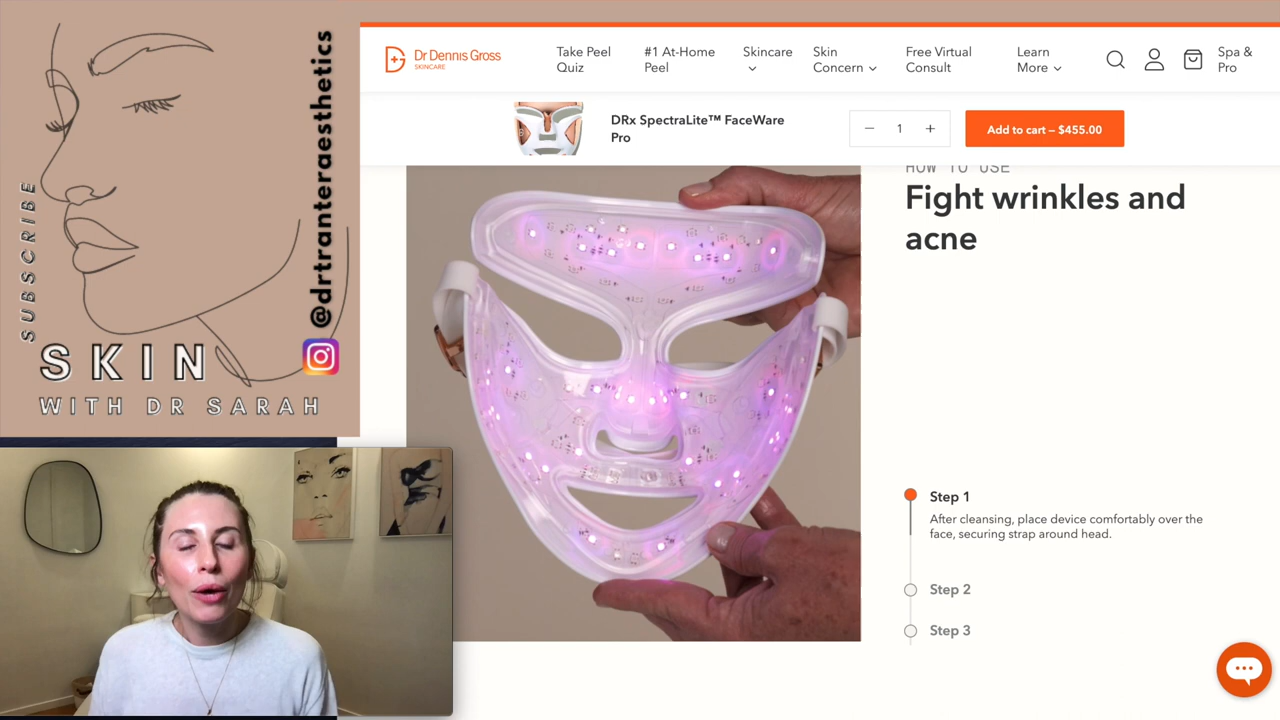 SUBSCRIBE
@drtranteraesthetics
SKIN
WITH DR SARAH
Dr Dennis Gross
SKINCARE
Take Peel
Quiz
#1 At-Home
Peel
Skincare
Skin
Concern
Free Virtual
Consult
Learn
More
Spa &
Pro
DRx SpectraLite™ FaceWare
Pro
1
Add to cart – $455.00
HOW TO USE
Fight wrinkles and
acne
Step 1
After cleansing, place device comfortably over the
face, securing strap around head.
Step 2
Step 3